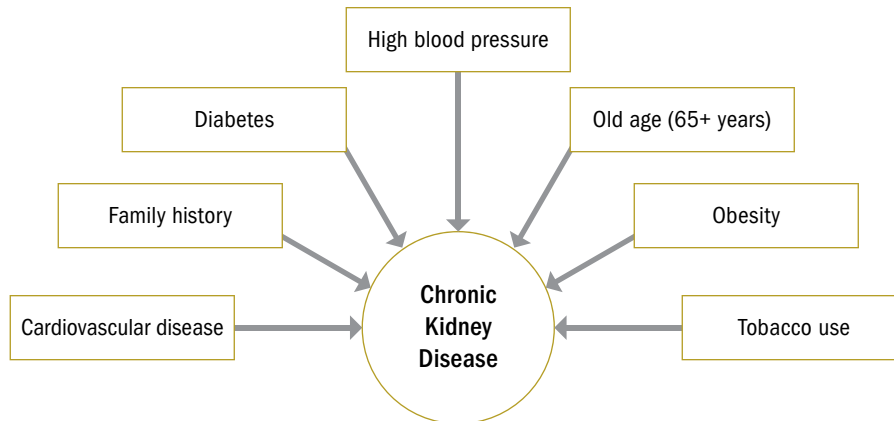 High blood pressure
Diabetes
Old age (65+ years)
Family history
Obesity
Cardiovascular disease
Chronic
Kidney
Disease
Tobacco use